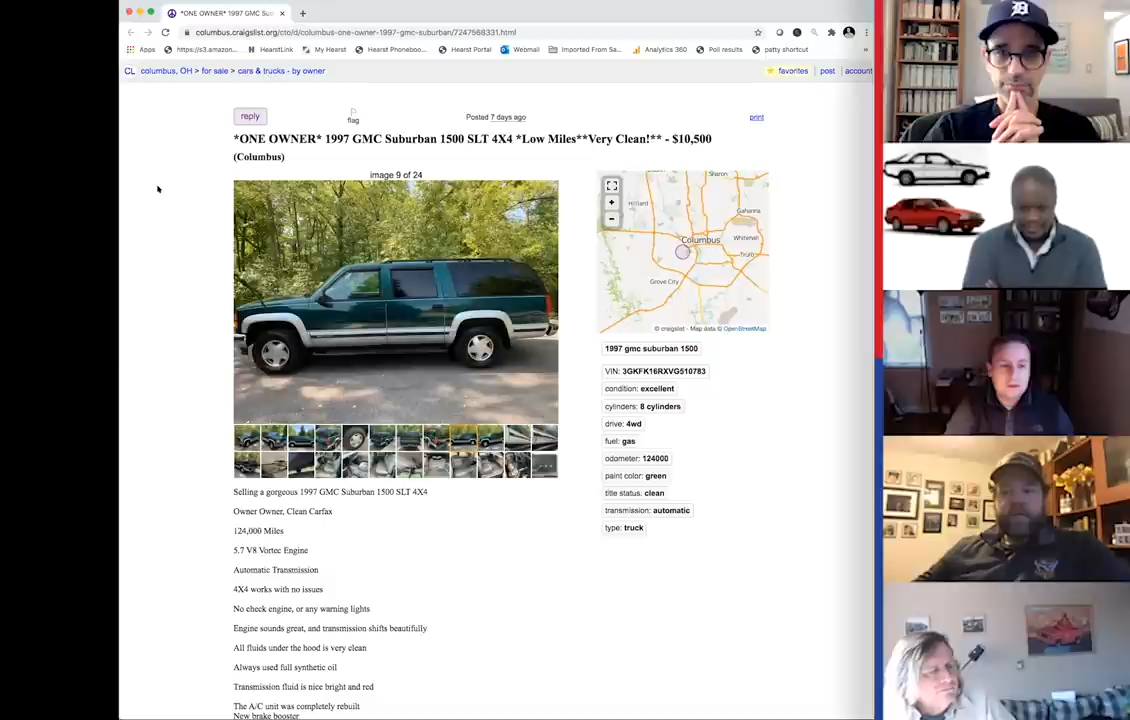 *ONE OWNER* 1997 GMC Sub
columbus.craigslist.org/cto/d/columbus-one-owner-1997-gmc-suburban/7247568331.html
Apps https://s3.amazon... HearstLink My Hearst Hearst Phoneboo... Hearst Portal Webmail Imported From Sa... Analytics 360 Poll results patty shortcut »
CL columbus, OH > for sale > cars & trucks - by owner
favorites post account
reply
flag
Posted 7 days ago
print
*ONE OWNER* 1997 GMC Suburban 1500 SLT 4X4 *Low Miles**Very Clean!** - $10,500
(Columbus)
image 9 of 24
+
−
Sharon
Hilliard
Gahanna
Columbus
Whitehall
Truro
Grove City
© craigslist - Map data © OpenStreetMap
1997 gmc suburban 1500
VIN: 3GKFK16RXVG510783
condition: excellent
cylinders: 8 cylinders
drive: 4wd
fuel: gas
odometer: 124000
paint color: green
title status: clean
transmission: automatic
type: truck
Selling a gorgeous 1997 GMC Suburban 1500 SLT 4X4
Owner Owner, Clean Carfax
124,000 Miles
5.7 V8 Vortec Engine
Automatic Transmission
4X4 works with no issues
No check engine, or any warning lights
Engine sounds great, and transmission shifts beautifully
All fluids under the hood is very clean
Always used full synthetic oil
Transmission fluid is nice bright and red
The A/C unit was completely rebuilt
New brake booster